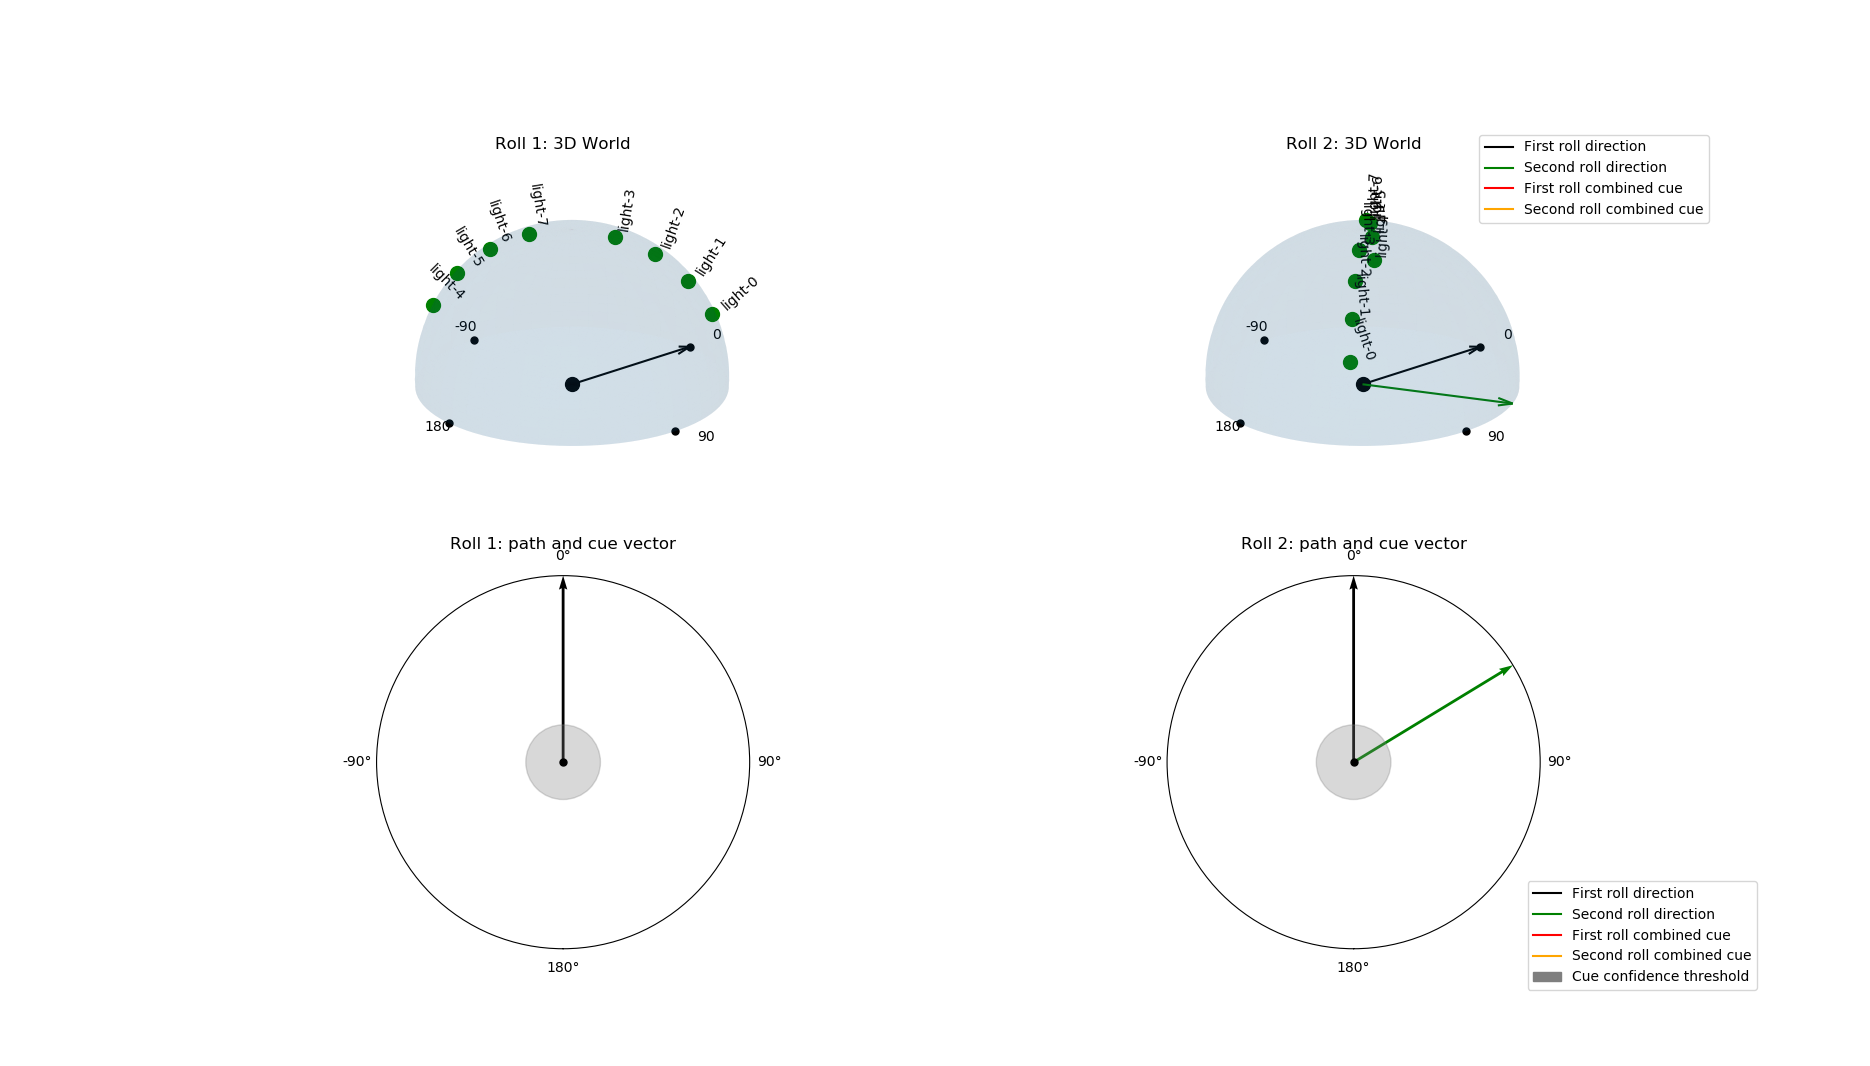 Roll 1: 3D World
light-7
light-3
light-6
light-2
light-5
light-1
light-4
light-0
-90
0
180
90
Roll 2: 3D World
First roll direction
Second roll direction
First roll combined cue
Second roll combined cue
light-2
light-1
light-0
-90
0
180
90
Roll 1: path and cue vector
0°
-90°
90°
180°
Roll 2: path and cue vector
0°
-90°
90°
180°
First roll direction
Second roll direction
First roll combined cue
Second roll combined cue
Cue confidence threshold